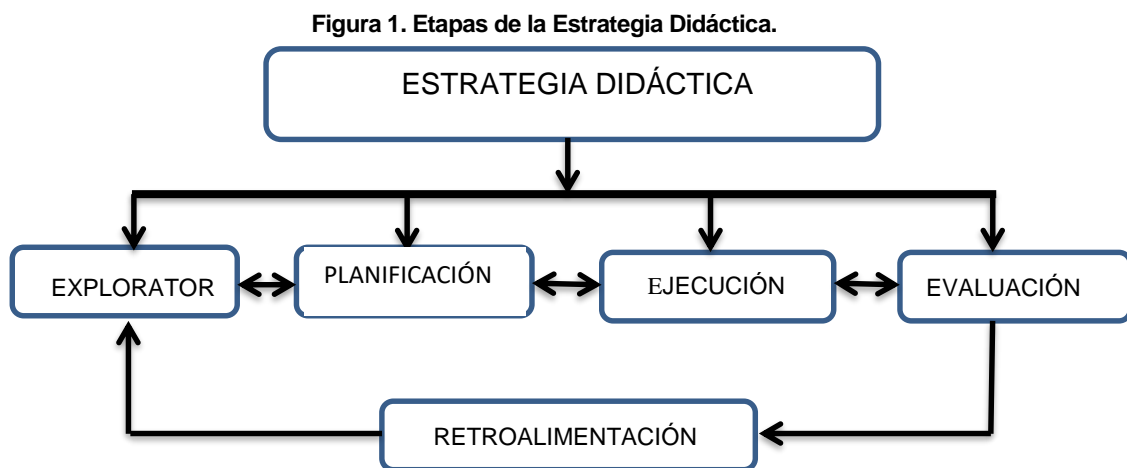 Figura 1. Etapas de la Estrategia Didáctica.
ESTRATEGIA DIDÁCTICA
EXPLORATOR
PLANIFICACIÓN
EJECUCIÓN
EVALUACIÓN
RETROALIMENTACIÓN